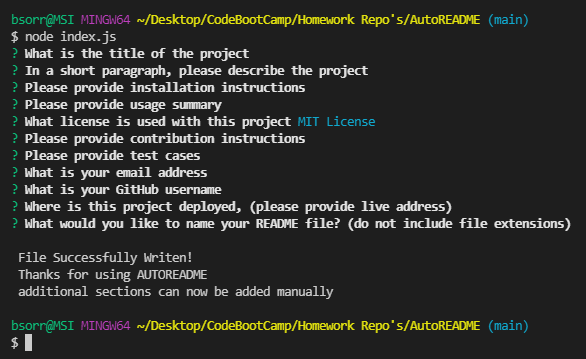 bsorr@MSI MINGW64 ~/Desktop/CodeBootCamp/Homework Repo's/AutoREADME (main)
$ node index.js
? What is the title of the project
? In a short paragraph, please describe the project
? Please provide installation instructions
? Please provide usage summary
? What license is used with this project MIT License
? Please provide contribution instructions
? Please provide test cases
? What is your email address
? What is your GitHub username
? Where is this project deployed, (please provide live address)
? What would you like to name your README file? (do not include file extensions)
File Successfully Writen!
Thanks for using AUTOREADME
additional sections can now be added manually
bsorr@MSI MINGW64 ~/Desktop/CodeBootCamp/Homework Repo's/AutoREADME (main)
$